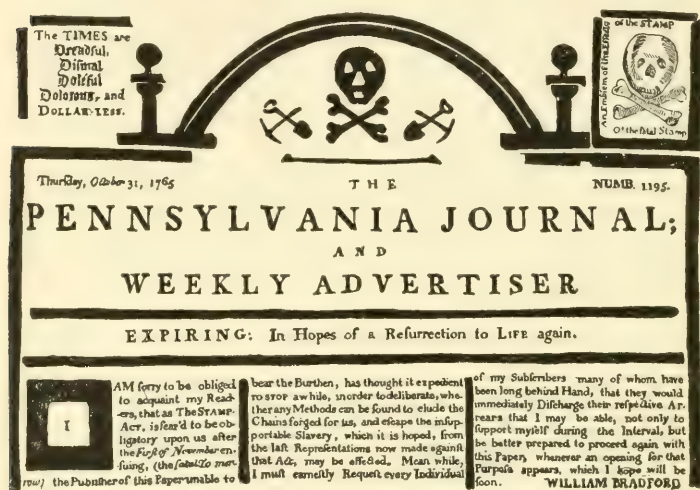 The TIMES are
Dreadful,
Dismal
Doleful
Dolorous, and
DOLLAR-LESS.
An Emblem of the Effects
of the STAMP
O! the fatal Stamp
Thursday, October 31, 1765
THE
NUMB. 1195.
PENNSYLVANIA JOURNAL;
AND
WEEKLY ADVERTISER
EXPIRING: In Hopes of a Resurrection to LIFE again.
I AM sorry to be obliged
to acquaint my Read-
ers, that as The STAMP-
ACT, is fear'd to be ob-
ligatory upon us after
the First of November en-
suing, (the fatal To mor-
row) the Publisher of this Paper unable to
bear the Burthen, has thought it expedient
TO STOP awhile, inorder to deliberate, whe-
ther any Methods can be found to elude the
Chains forged for us, and escape the insup-
portable Slavery, which it is hoped, from
the last Representations now made against
that Act, may be effected. Mean while,
I must earnestly Request every Individual
of my Subscribers many of whom have
been long behind Hand, that they would
immediately Discharge their respective Ar-
rears that I may be able, not only to
support myself during the Interval, but
be better prepared to proceed again with
this Paper, whenever an opening for that
Purpose appears, which I hope will be
soon. WILLIAM BRADFORD